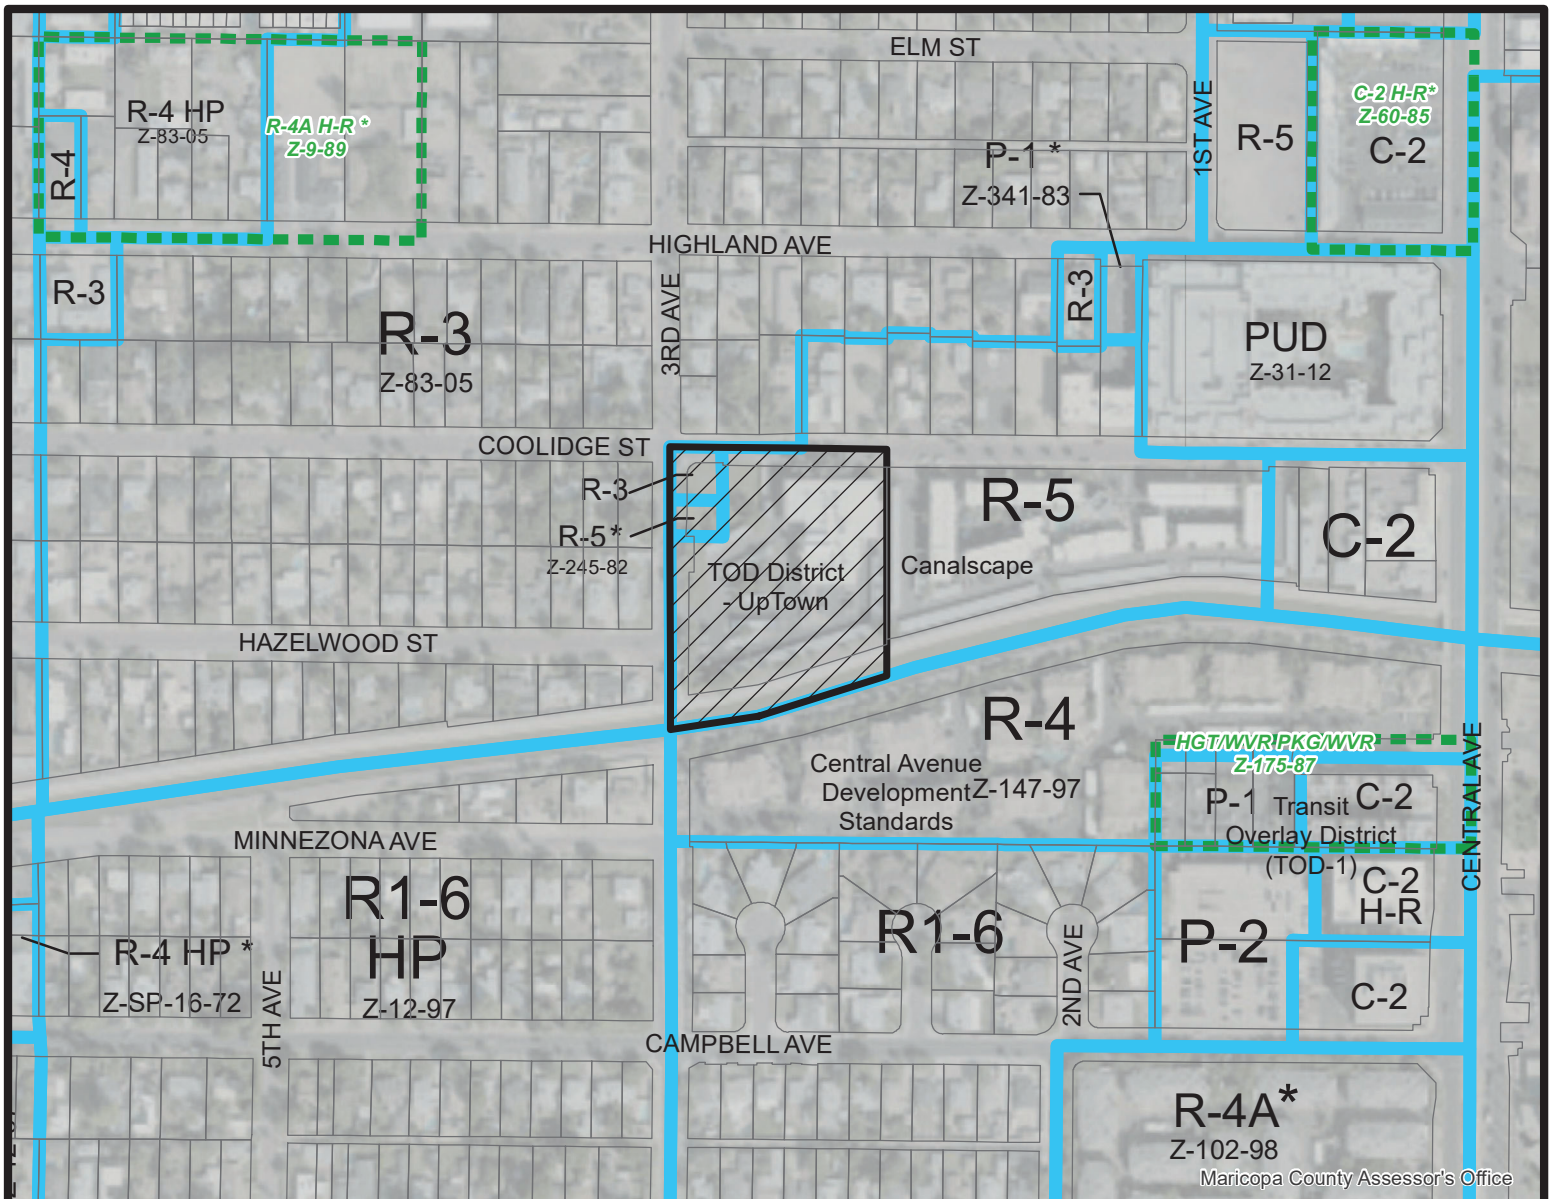 ELM ST
R-4 HP
Z-83-05
R-4A H-R *
Z-9-89
R-4
1ST AVE
C-2 H-R*
Z-60-85
C-2
R-5
P-1 *
Z-341-83
HIGHLAND AVE
R-3
R-3
Z-83-05
3RD AVE
R-3
PUD
Z-31-12
COOLIDGE ST
R-3
R-5*
Z-245-82
TOD District
- UpTown
R-5
Canalscape
C-2
HAZELWOOD ST
R-4
Central Avenue
Development
Standards
Z-147-97
HGT/WVR PKG/WVR
Z-175-87
P-1
C-2
Transit
Overlay District
(TOD-1)
CENTRAL AVE
MINNEZONA AVE
R1-6
HP
Z-12-97
R-4 HP *
Z-SP-16-72
5TH AVE
R1-6
2ND AVE
P-2
C-2
H-R
C-2
CAMPBELL AVE
R-4A*
Z-102-98
Maricopa County Assessor's Office